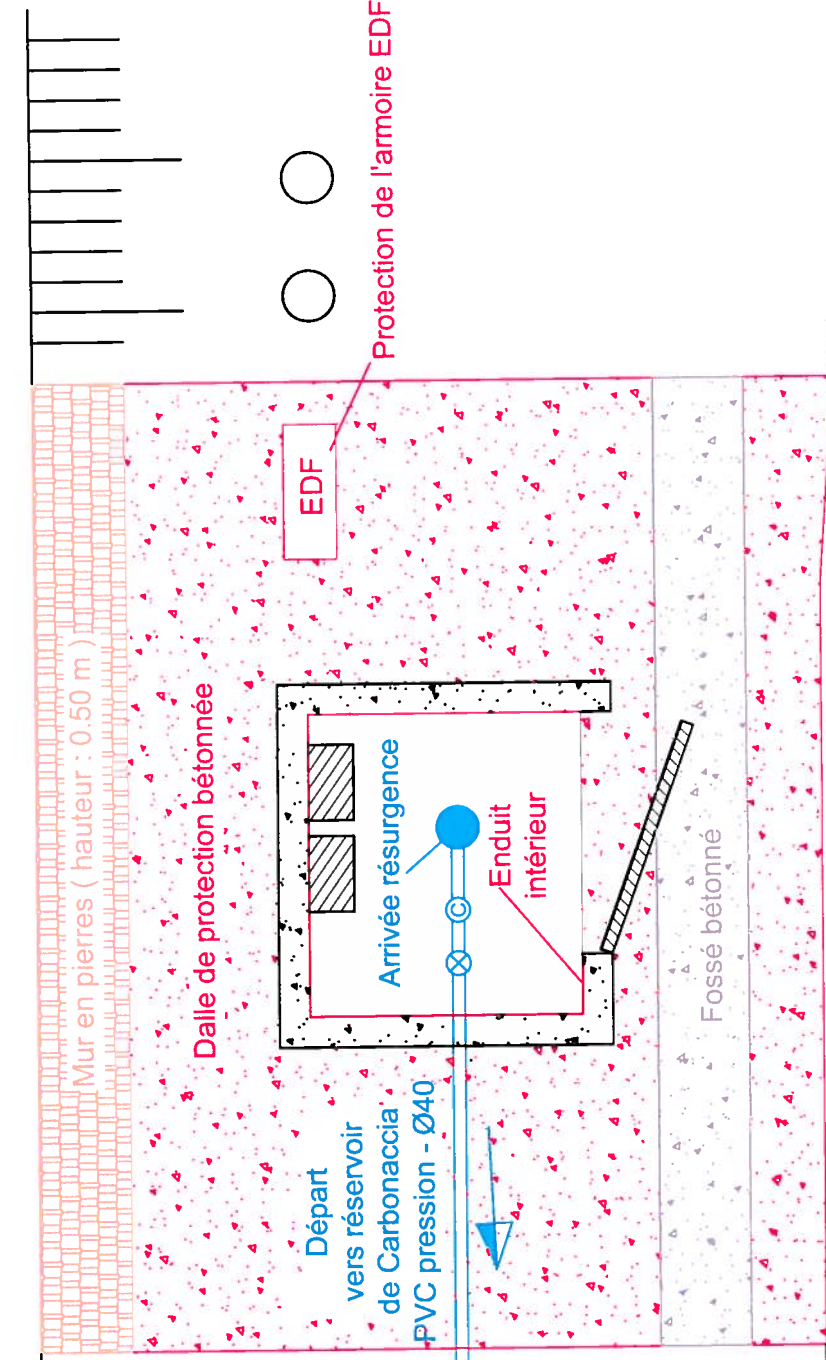 Mur en pierres ( hauteur : 0.50 m )
Dalle de protection bétonnée
Protection de l'armoire EDF
EDF
Arrivée résurgence
C
Enduit
intérieur
Départ
vers réservoir
de Carbonaccia
PVC pression - Ø40
Fossé bétonné